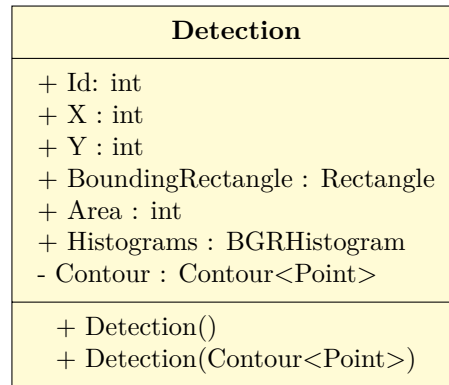 Detection
+ Id: int
+ X : int
+ Y : int
+ BoundingRectangle : Rectangle
+ Area : int
+ Histograms : BGRHistogram
- Contour : Contour<Point>
+ Detection()
+ Detection(Contour<Point>)